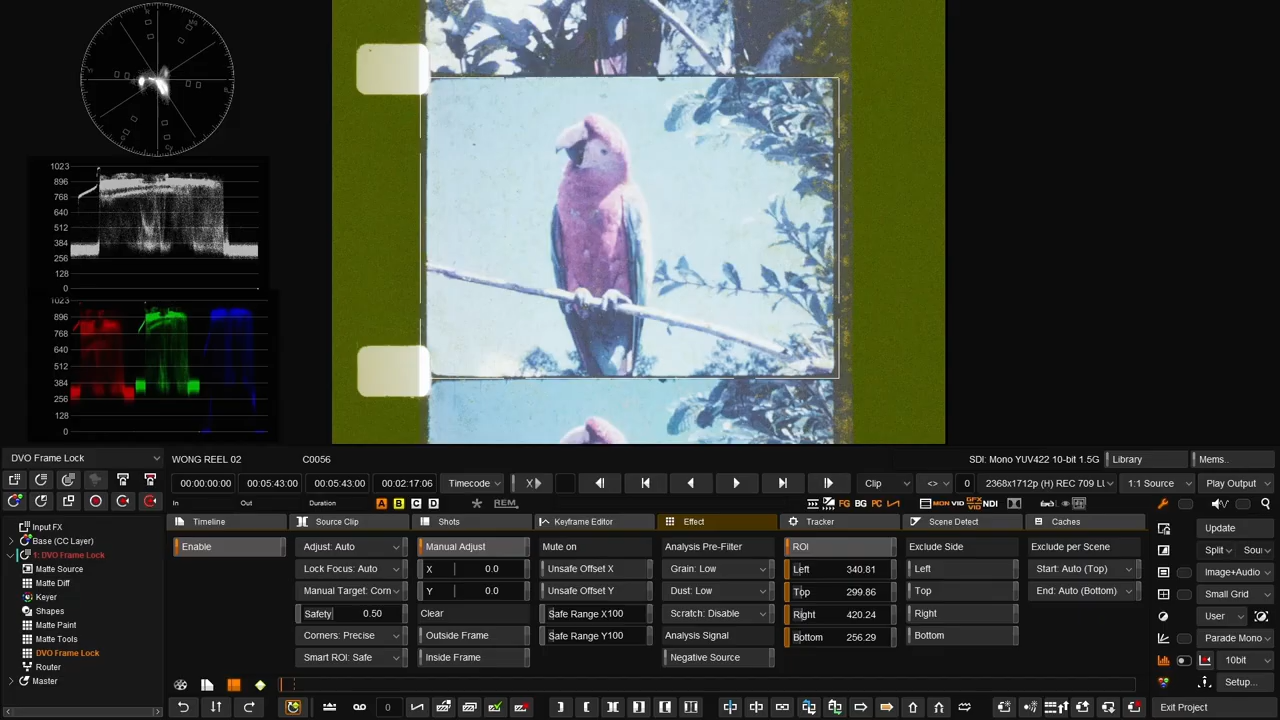 1023
896
768
640
512
384
256
128
0
1023
896
768
640
512
384
256
128
0
DVO Frame Lock
WONG REEL 02
C0056
SDI: Mono YUV422 10-bit 1.5G
Library
Mems..
00:00:00:00
00:05:43:00
00:05:43:00
00:02:17:06
Timecode
X
Clip
<>
0
2368x1712p (H) REC 709 L
1:1 Source
Play Output
In
Out
Duration
A B C D
REM
FG BG PC
MON VID GFX VID NDI
Timeline
Source Clip
Shots
Keyframe Editor
Effect
Tracker
Scene Detect
Caches
Input FX
Base (CC Layer)
1: DVO Frame Lock
Matte Source
Matte Diff
Keyer
Shapes
Matte Paint
Matte Tools
DVO Frame Lock
Router
Master
Enable
Adjust: Auto
Manual Adjust
Mute on
Analysis Pre-Filter
ROI
Exclude Side
Exclude per Scene
Lock Focus: Auto
X 0.0
Unsafe Offset X
Grain: Low
Left 340.81
Left
Start: Auto (Top)
Manual Target: Corn
Y 0.0
Unsafe Offset Y
Dust: Low
Top 299.86
Top
End: Auto (Bottom)
Safety 0.50
Clear
Safe Range X100
Scratch: Disable
Right 420.24
Right
Corners: Precise
Outside Frame
Safe Range Y100
Analysis Signal
Bottom 256.29
Bottom
Smart ROI: Safe
Inside Frame
Negative Source
Update
Split
Sou
Image+Audio
Small Grid
User
Parade Mono
10bit
Setup...
0
Exit Project